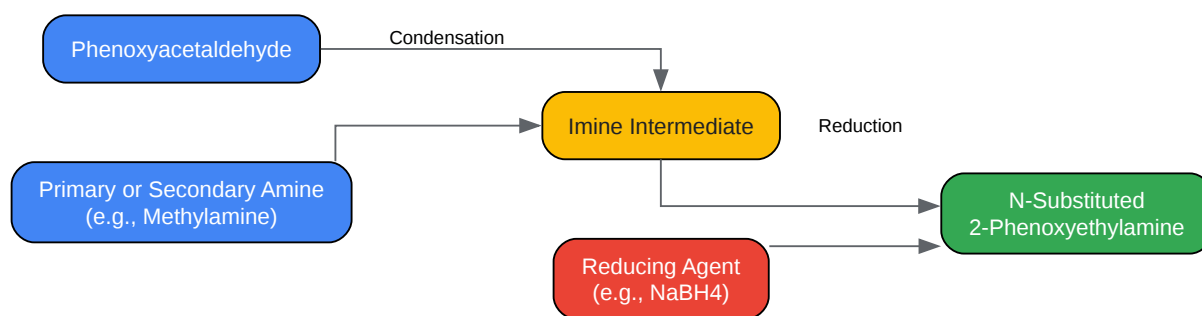 Phenoxyacetaldehyde
Condensation
Imine Intermediate
Reduction
Primary or Secondary Amine
(e.g., Methylamine)
N-Substituted
2-Phenoxyethylamine
Reducing Agent
(e.g., NaBH4)